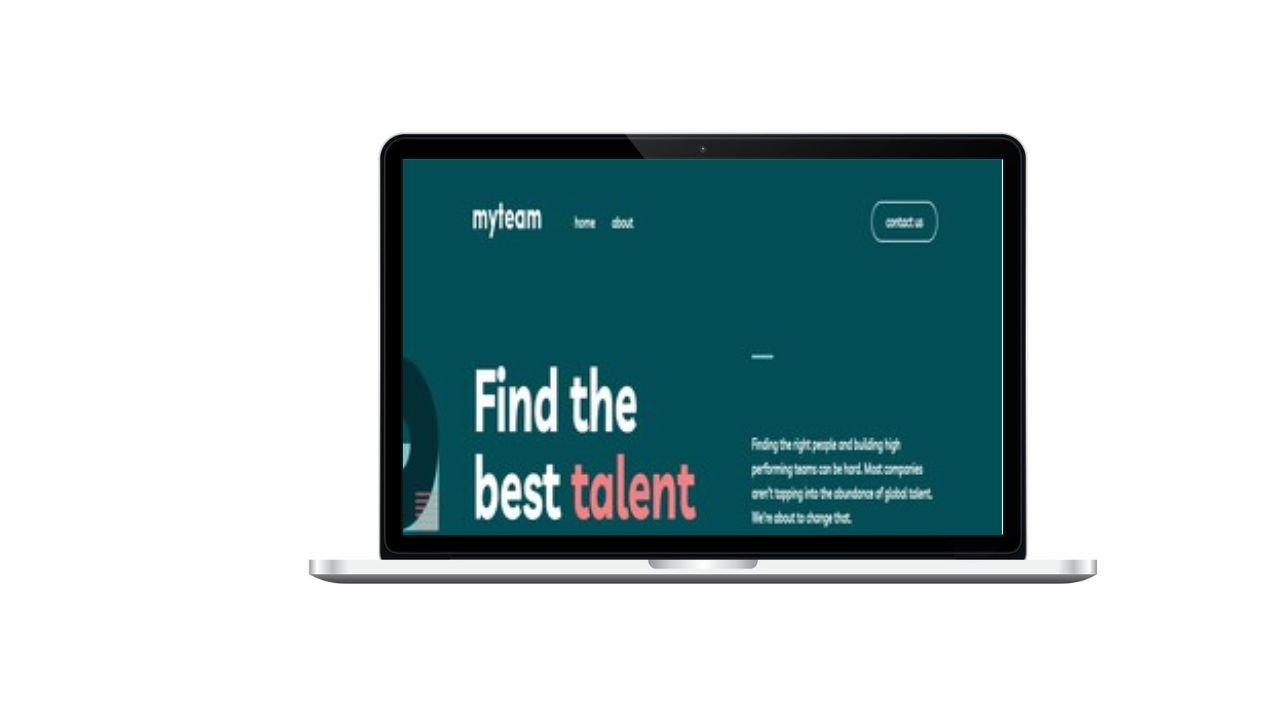 myteam home about contact us
Find the
best talent
Finding the right people and building high
performing teams can be hard. Most companies
aren't tapping into the abundance of global talent.
We're about to change that.